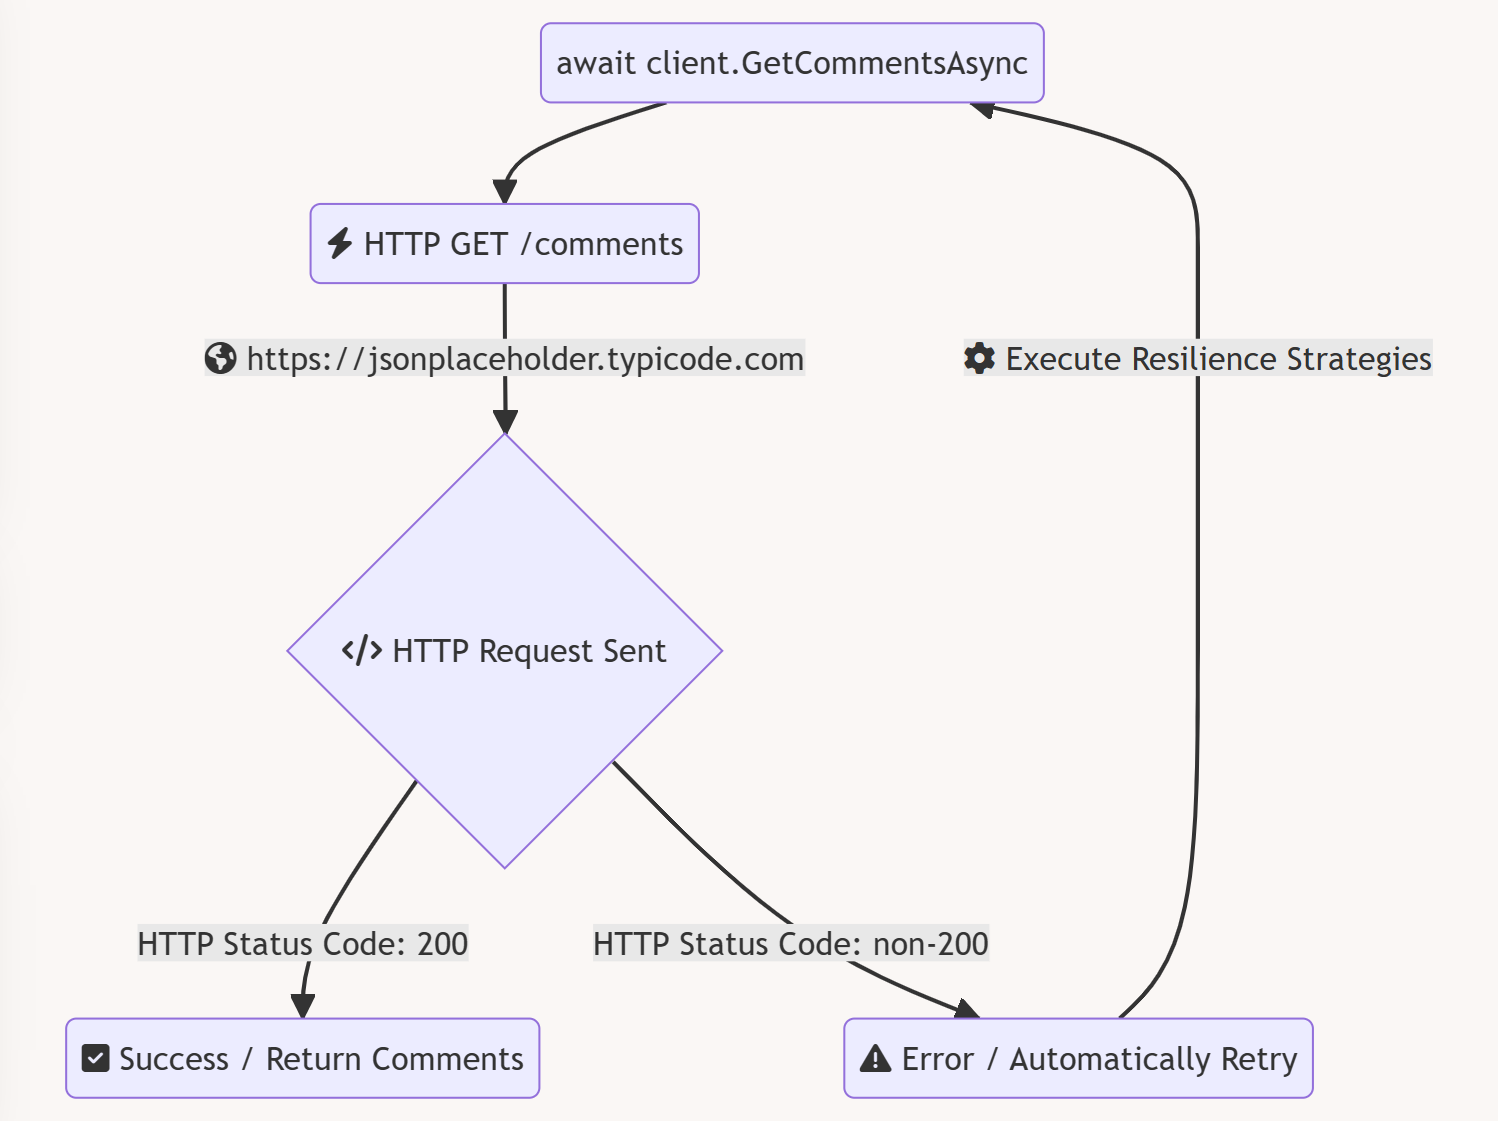 await client.GetCommentsAsync
HTTP GET /comments
https://jsonplaceholder.typicode.com
Execute Resilience Strategies
</> HTTP Request Sent
HTTP Status Code: 200
HTTP Status Code: non-200
Success / Return Comments
Error / Automatically Retry